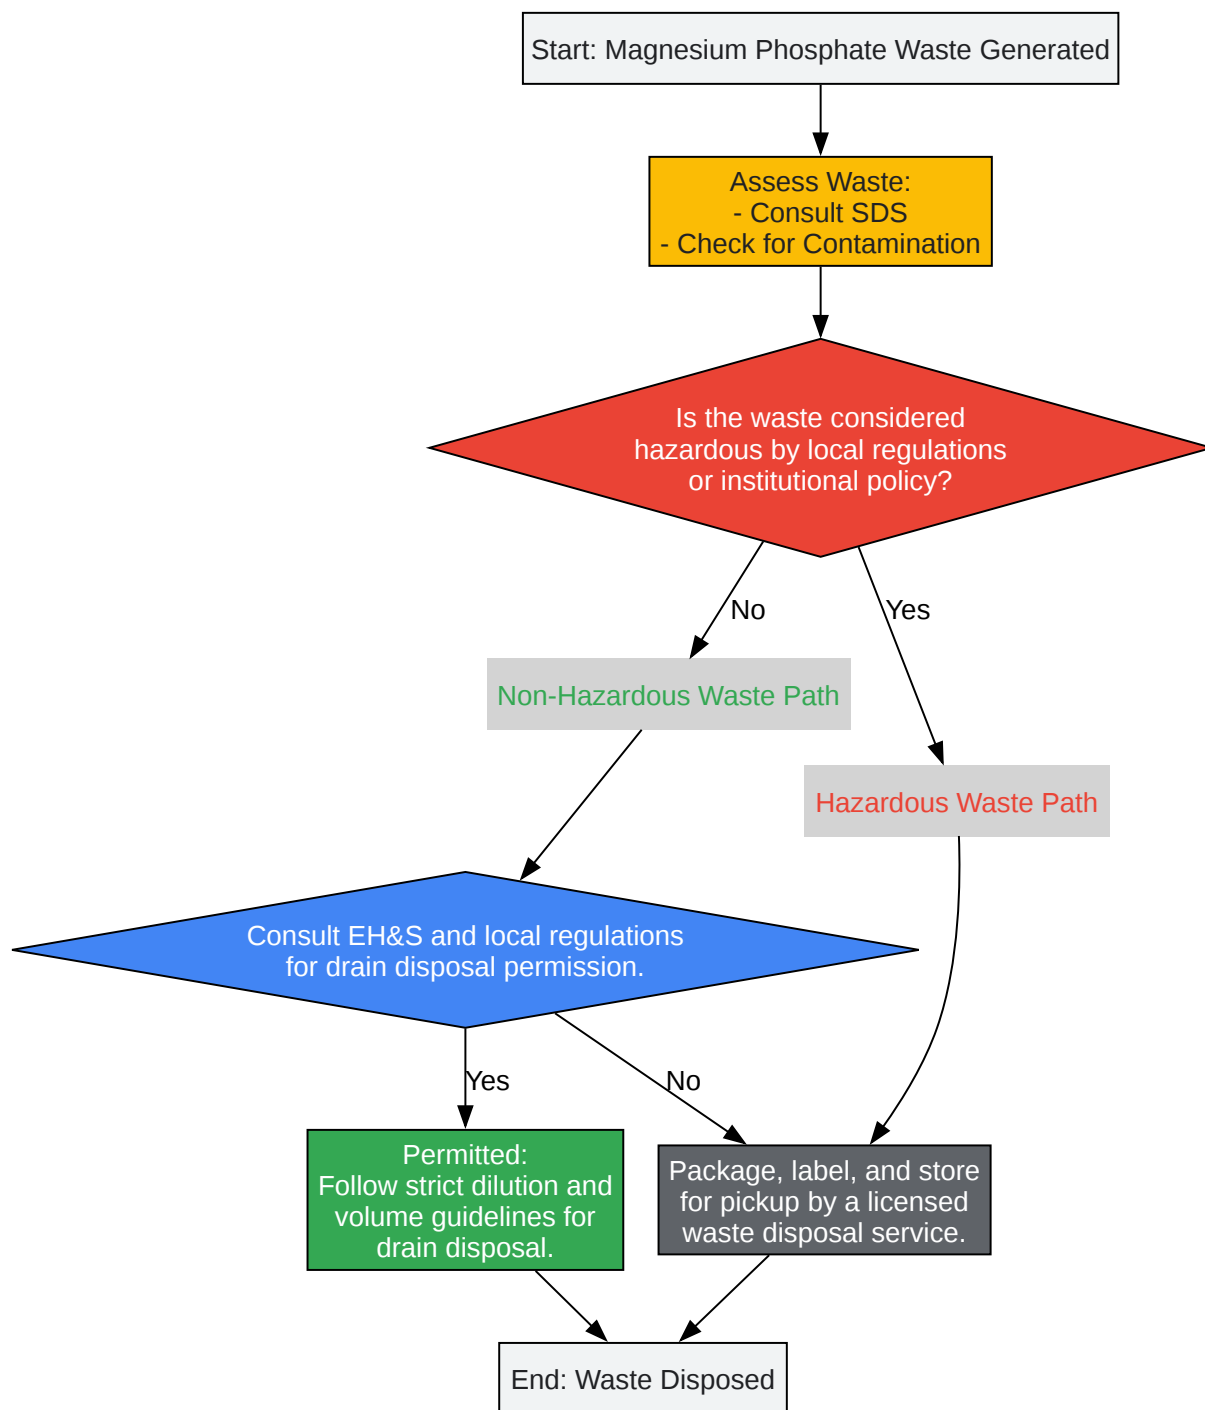 Start: Magnesium Phosphate Waste Generated
Assess Waste:
- Consult SDS
- Check for Contamination
Is the waste considered
hazardous by local regulations
or institutional policy?
No
Yes
Non-Hazardous Waste Path
Hazardous Waste Path
Consult EH&S and local regulations
for drain disposal permission.
Yes
No
Permitted:
Follow strict dilution and
volume guidelines for
drain disposal.
Package, label, and store
for pickup by a licensed
waste disposal service.
End: Waste Disposed